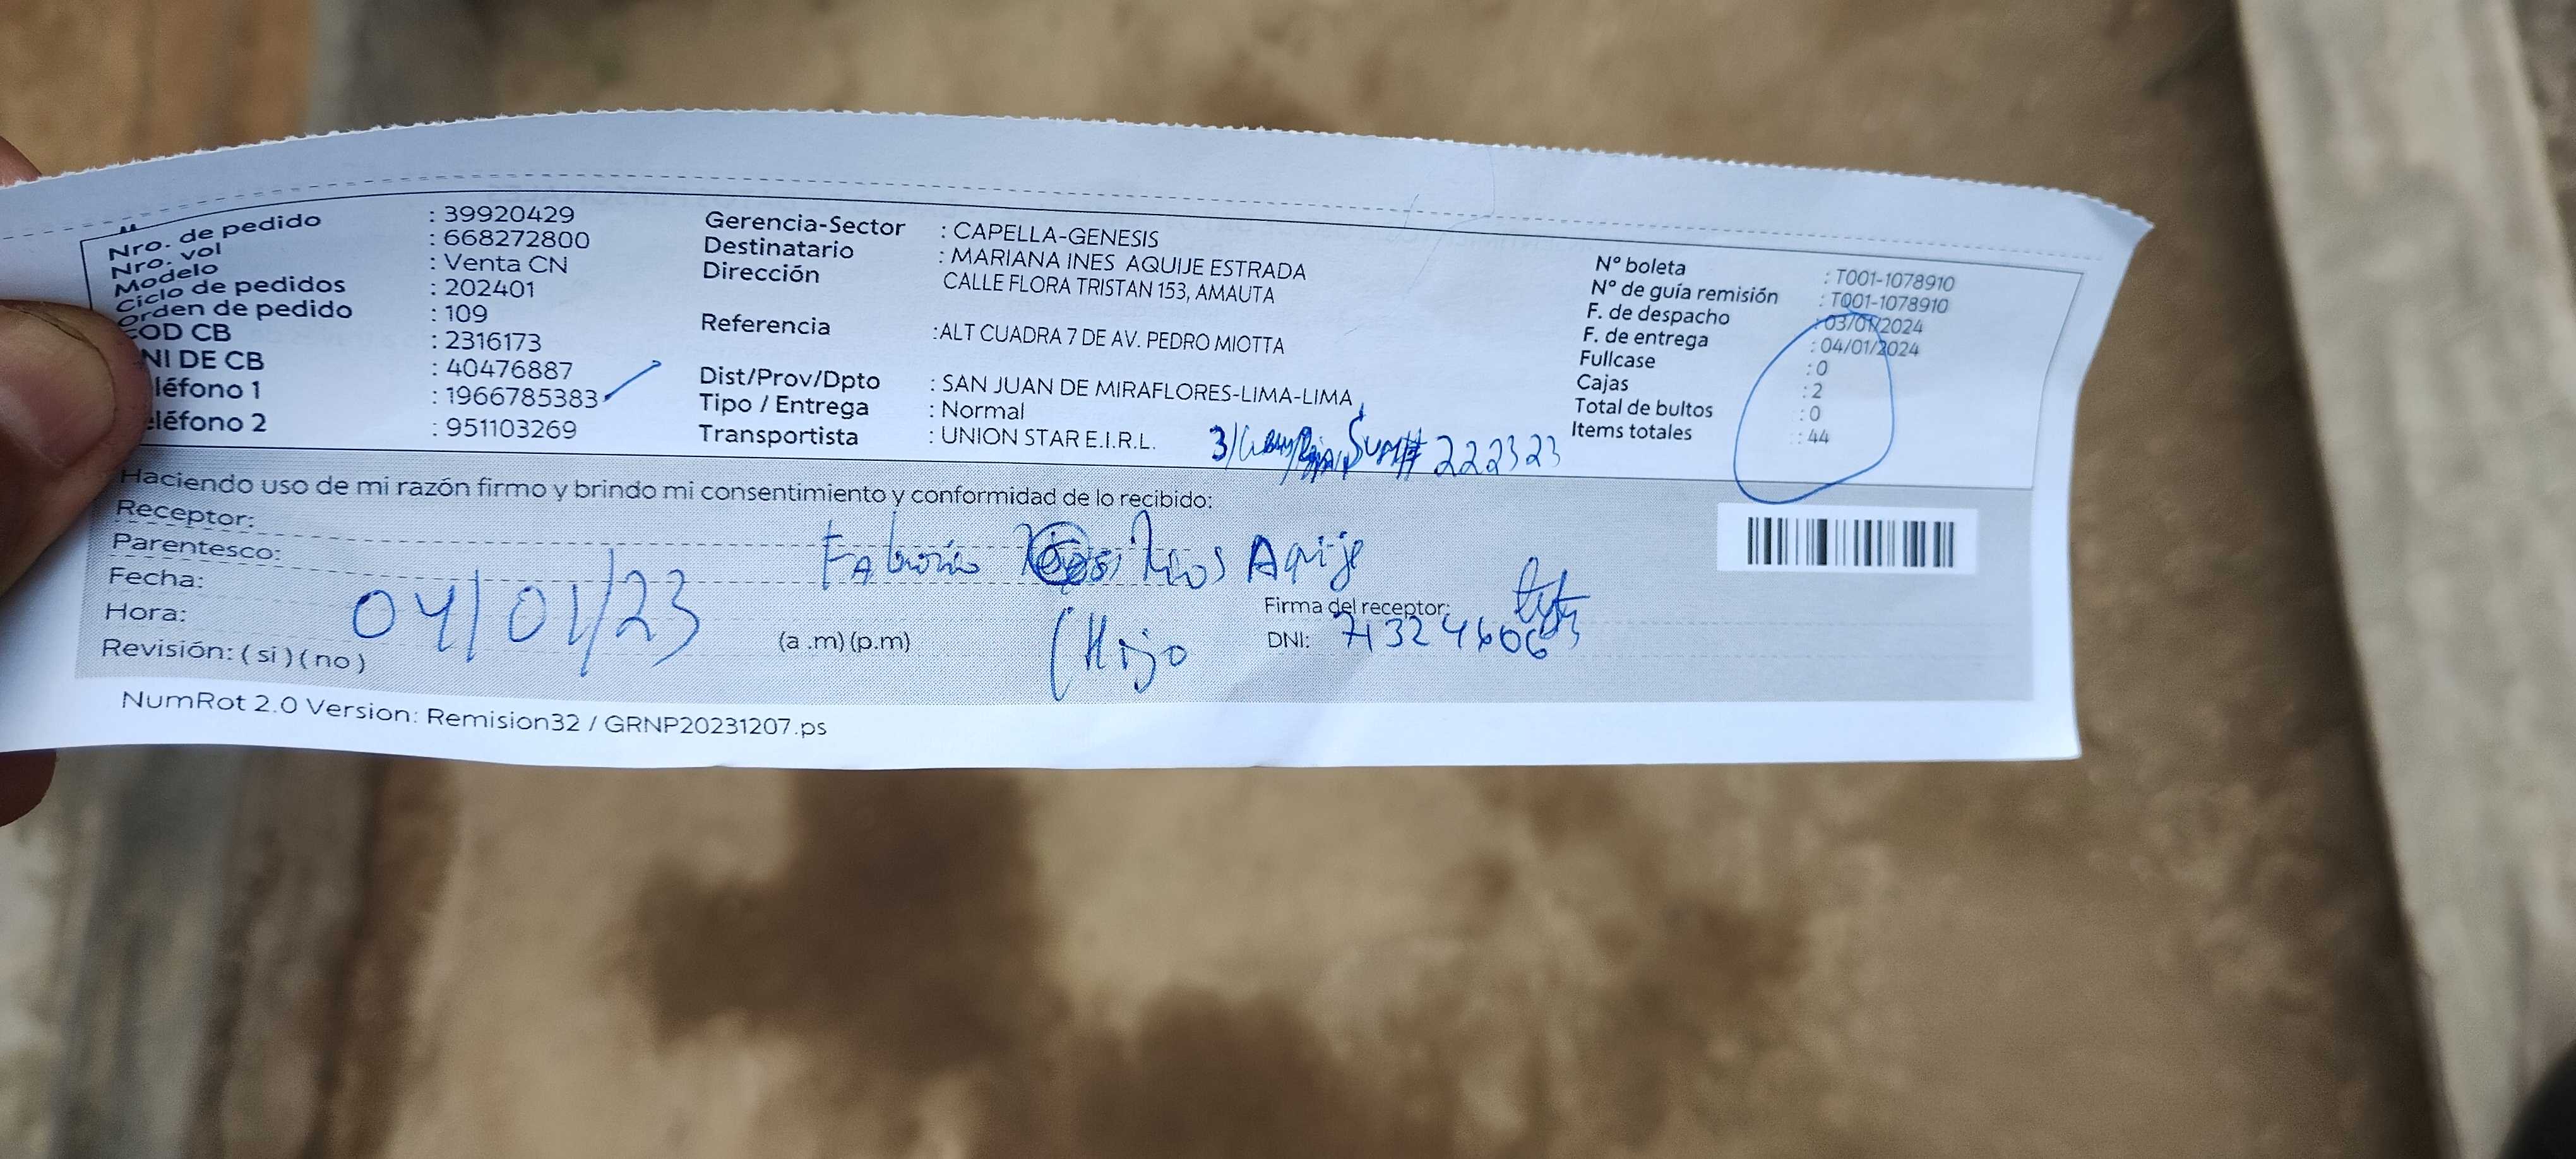 Nro. de pedido : 39920429
Nro. vol : 668272800
Modelo : Venta CN
Ciclo de pedidos : 202401
Orden de pedido : 109
COD CB : 2316173
NI DE CB : 40476887
léfono 1 : 1966785383
eléfono 2 : 951103269
Gerencia-Sector : CAPELLA-GENESIS
Destinatario : MARIANA INES AQUIJE ESTRADA
Dirección CALLE FLORA TRISTAN 153, AMAUTA
Referencia :ALT CUADRA 7 DE AV. PEDRO MIOTTA
Dist/Prov/Dpto : SAN JUAN DE MIRAFLORES-LIMA-LIMA
Tipo / Entrega : Normal
Transportista : UNION STAR E.I.R.L.
Sum# 222323
N° boleta : T001-1078910
N° de guía remisión : T001-1078910
F. de despacho : 03/01/2024
F. de entrega : 04/01/2024
Fullcase : 0
Cajas : 2
Total de bultos : 0
Items totales : 44
Haciendo uso de mi razón firmo y brindo mi consentimiento y conformidad de lo recibido:
Receptor:
Parentesco: Aquije
Fecha: 04/01/23
Hora: (a .m) (p.m) (Hijo
Revisión: ( si ) ( no )
Firma del receptor:
DNI:
NumRot 2.0 Version: Remision32 / GRNP20231207.ps